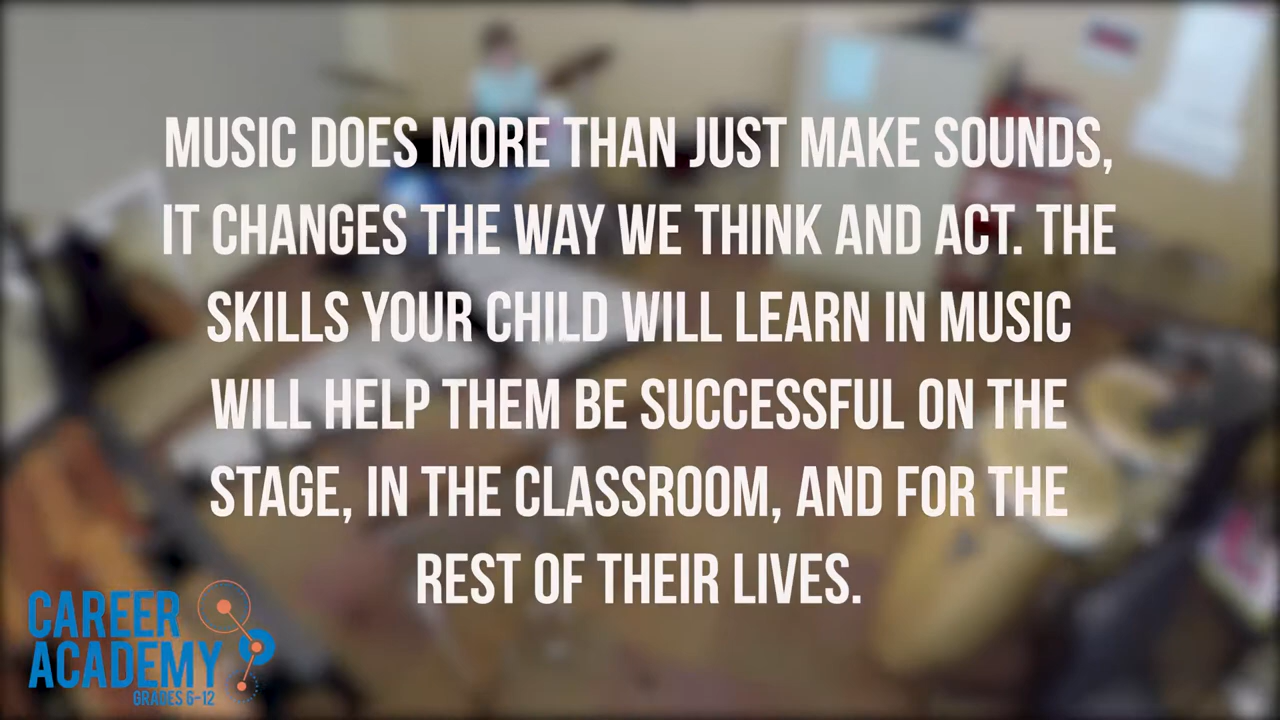 MUSIC DOES MORE THAN JUST MAKE SOUNDS,
IT CHANGES THE WAY WE THINK AND ACT. THE
SKILLS YOUR CHILD WILL LEARN IN MUSIC
WILL HELP THEM BE SUCCESSFUL ON THE
STAGE, IN THE CLASSROOM, AND FOR THE
REST OF THEIR LIVES.
CAREER
ACADEMY
GRADES 6-12